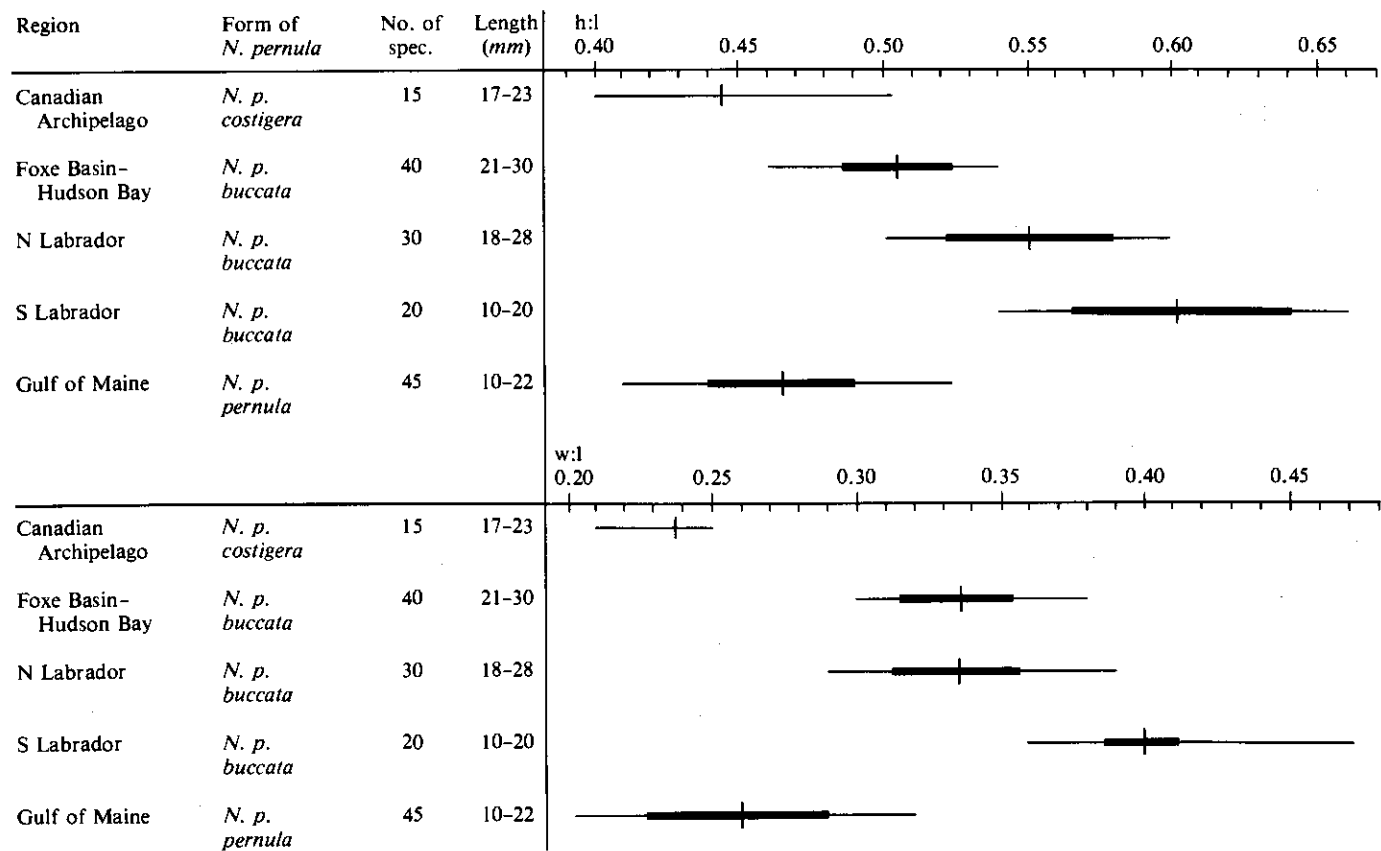 Region Form of No. of Length h:l
N. pernula spec. (mm) 0.40 0.45 0.50 0.55 0.60 0.65
Canadian N. p. 15 17–23
Archipelago costigera
Foxe Basin– N. p. 40 21–30
Hudson Bay buccata
N Labrador N. p. 30 18–28
buccata
S Labrador N. p. 20 10–20
buccata
Gulf of Maine N. p. 45 10–22
pernula
w:l
0.20 0.25 0.30 0.35 0.40 0.45
Canadian N. p. 15 17–23
Archipelago costigera
Foxe Basin– N. p. 40 21–30
Hudson Bay buccata
N Labrador N. p. 30 18–28
buccata
S Labrador N. p. 20 10–20
buccata
Gulf of Maine N. p. 45 10–22
pernula